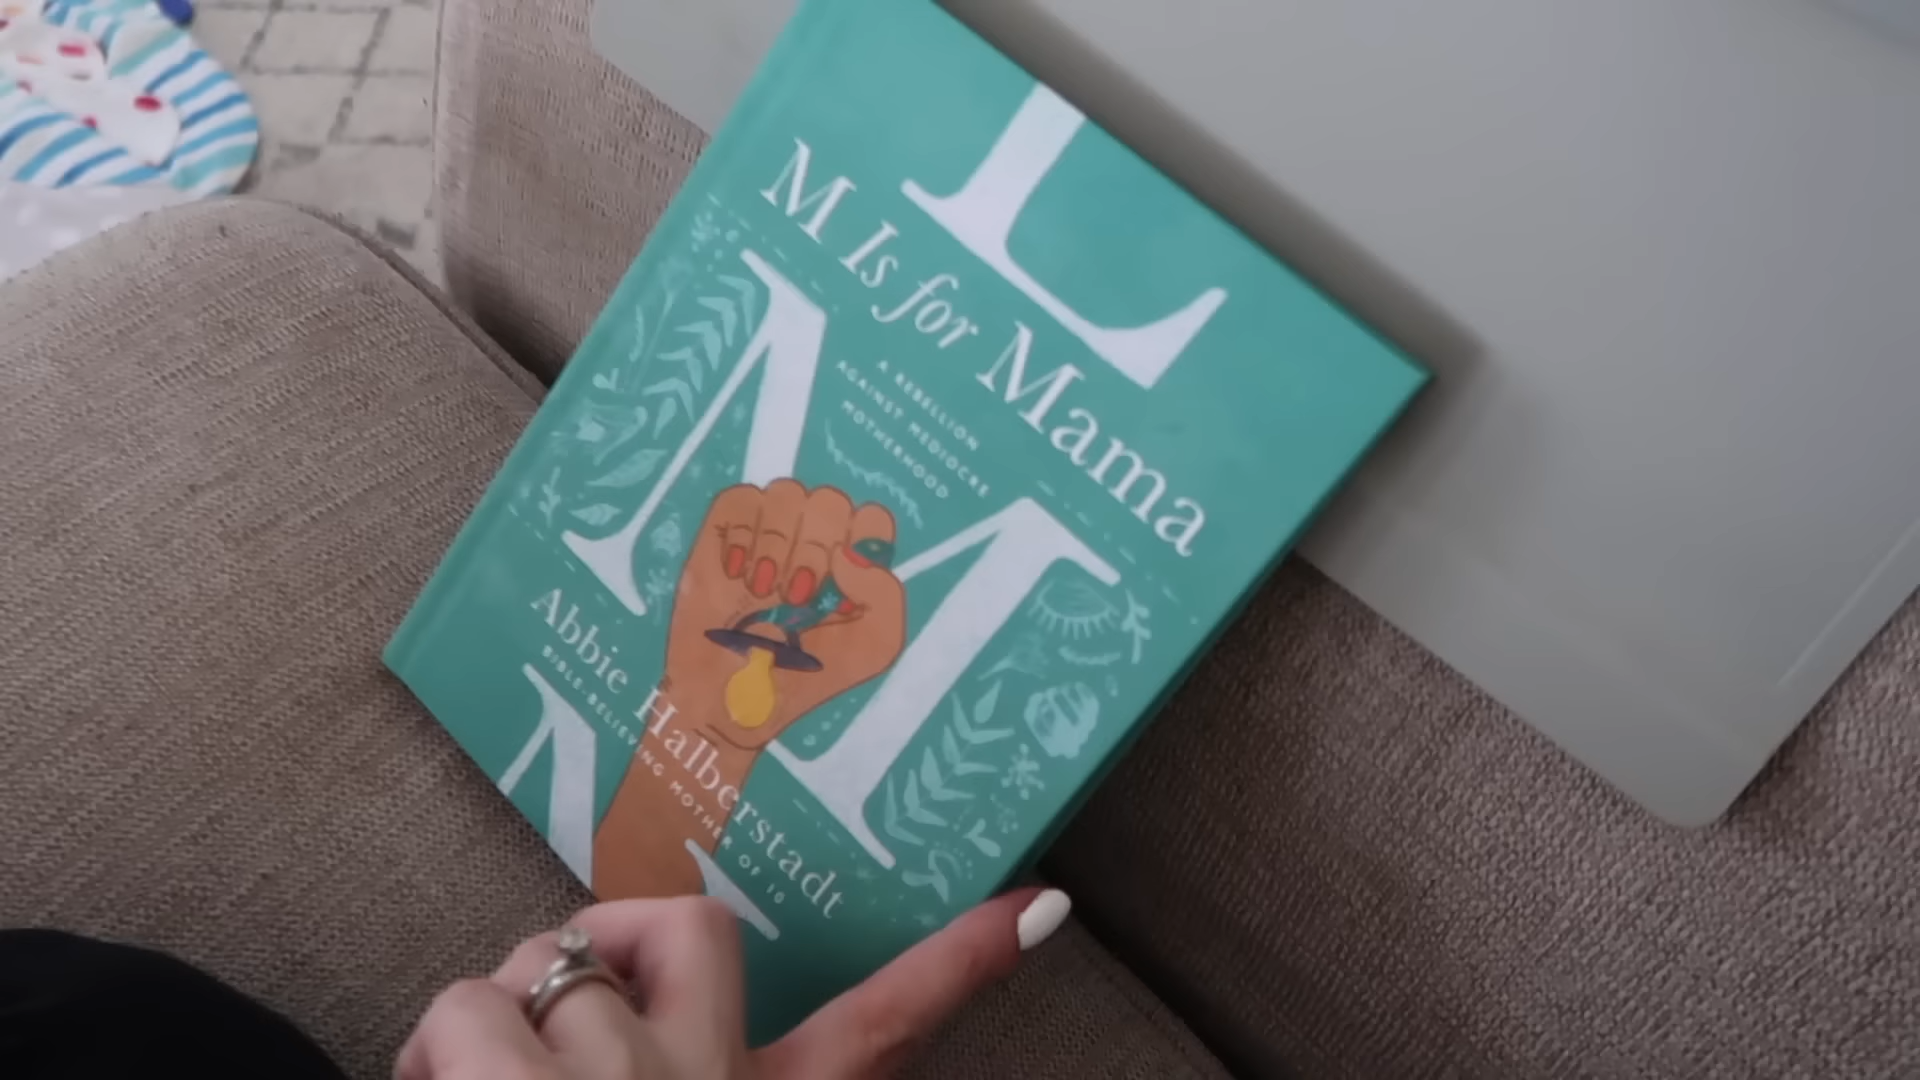 L
M Is for Mama
A REBELLION
AGAINST MEDIOCRE
MOTHERHOOD
M
Abbie Halberstadt
BIBLE-BELIEVING MOTHER OF 10
N